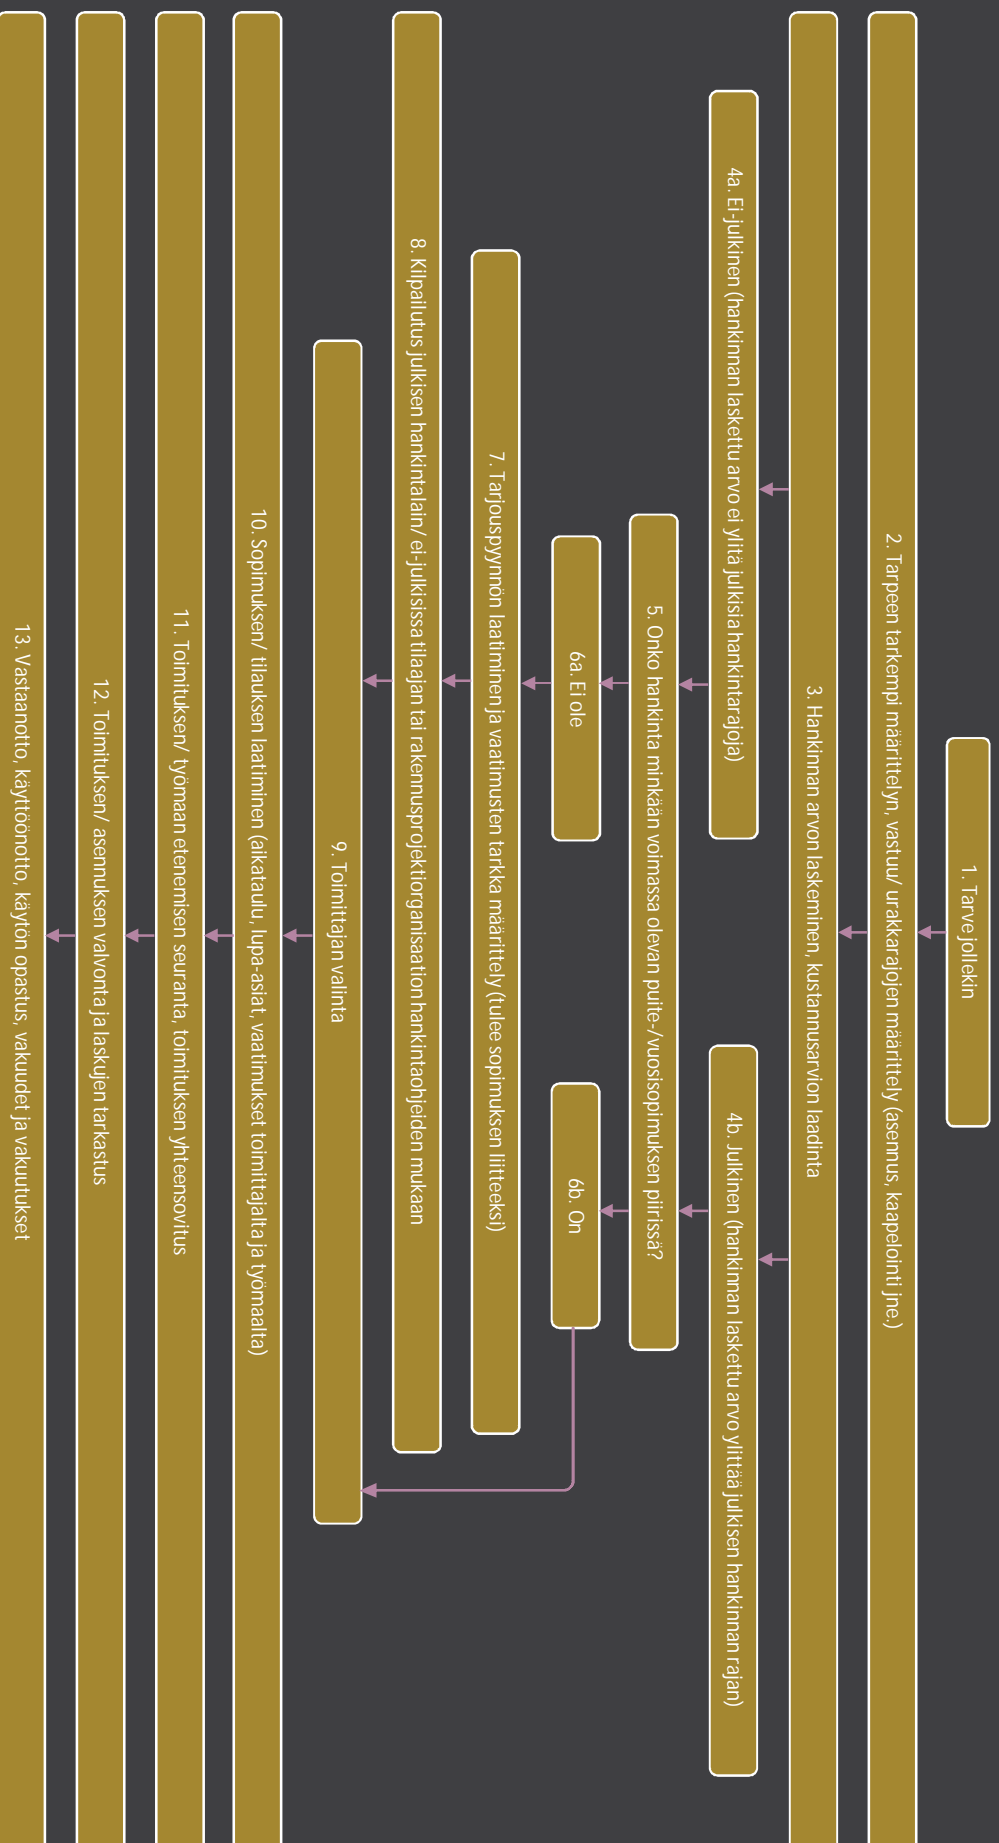 1. Tarve jollekin
2. Tarpeen tarkempi määrittelyn, vastuu/ urakkarajojen määrittely (asennus, kaapelointi jne.)
3. Hankinnan arvon laskeminen, kustannusarvion laadinta
4a. Ei-julkinen (hankinnan laskettu arvo ei ylitä julkisia hankintarajoja)
4b. Julkinen (hankinnan laskettu arvo ylittää julkisen hankinnan rajan)
5. Onko hankinta minkään voimassa olevan puite-/vuosisopimuksen piirissä?
6a. Ei ole
6b. On
7. Tarjouspyynnön laatiminen ja vaatimusten tarkka määrittely (tulee sopimuksen liitteeksi)
8. Kilpailutus julkisen hankintalain/ ei-julkisissa tilaajan tai rakennusprojektiorganisaation hankintaohjeiden mukaan
9. Toimittajan valinta
10. Sopimuksen/ tilauksen laatiminen (aikataulu, lupa-asiat, vaatimukset toimittajalta ja työmaalta)
11. Toimituksen/ työmaan etenemisen seuranta, toimituksen yhteensovitus
12. Toimituksen/ asennuksen valvonta ja laskujen tarkastus
13. Vastaanotto, käyttöönotto, käytön opastus, vakuudet ja vakuutukset